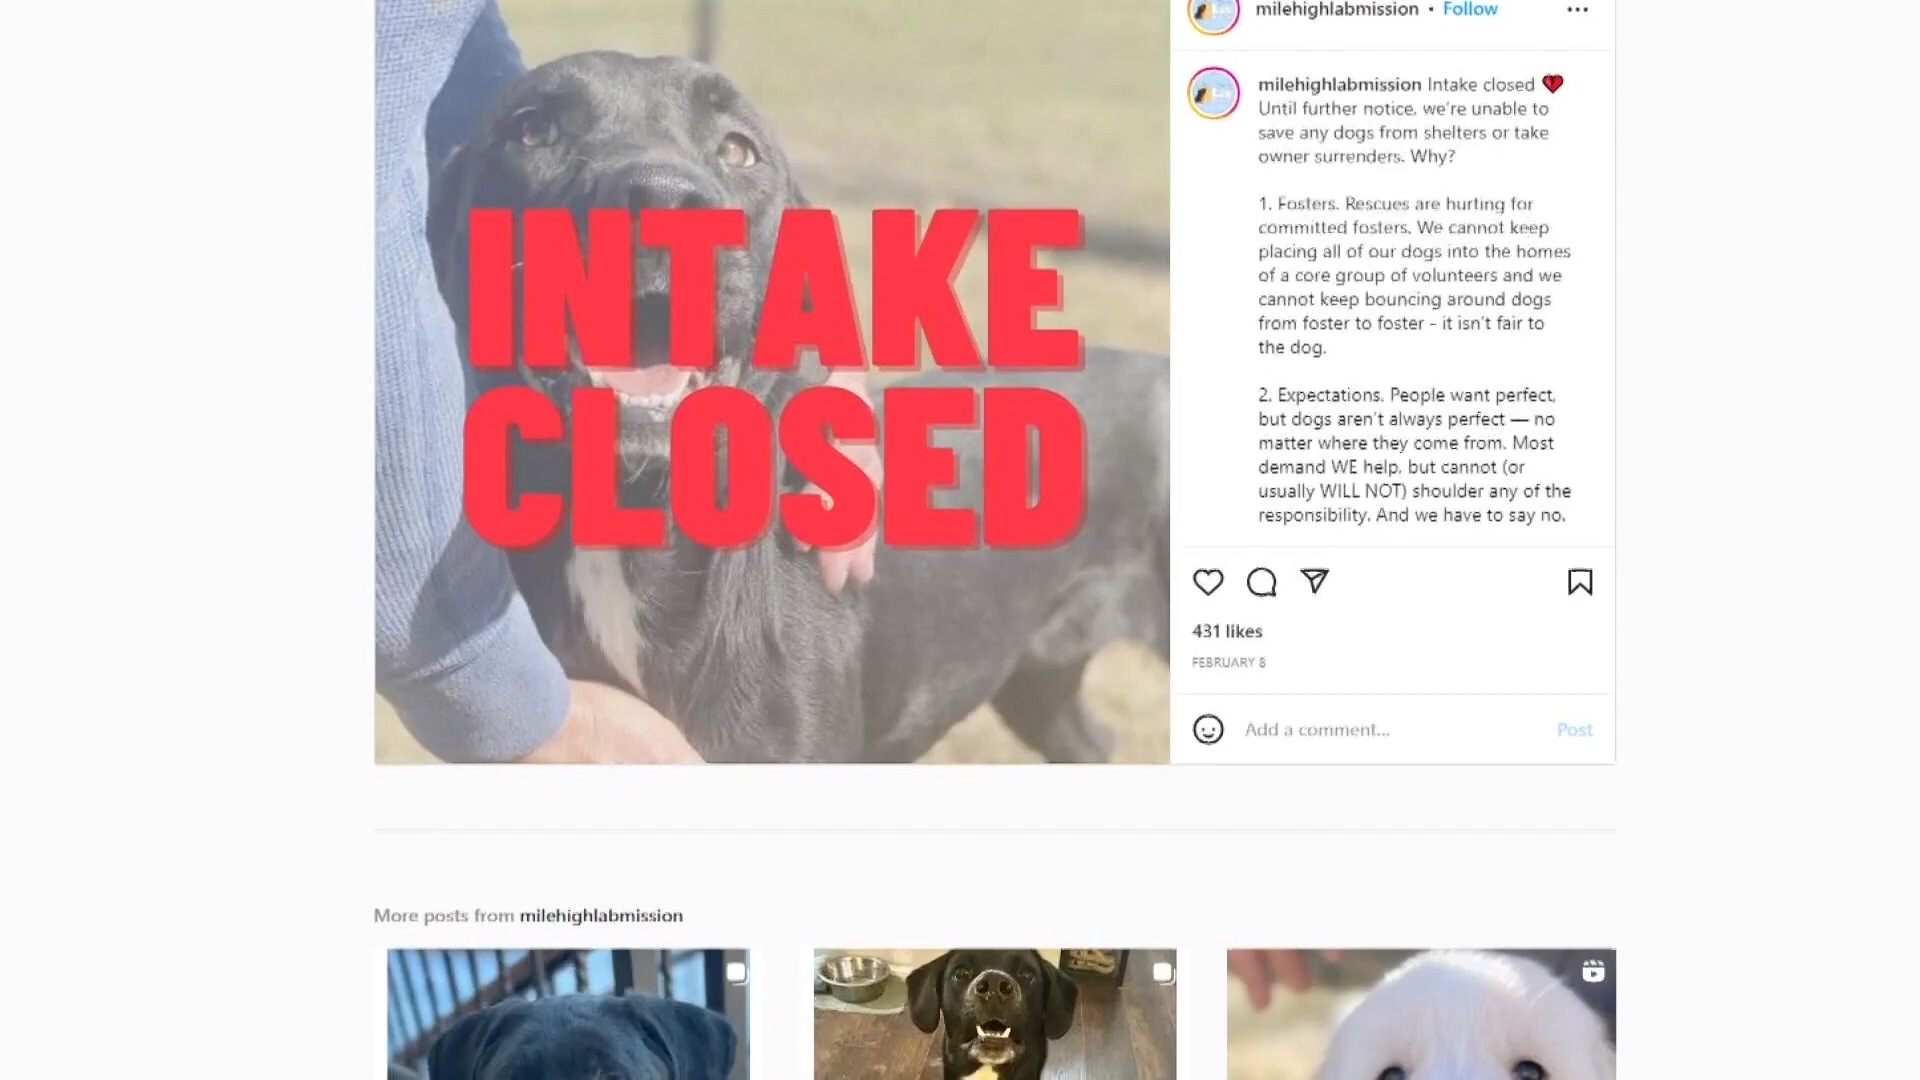 milehighlabmission • Follow
INTAKE
CLOSED
milehighlabmission Intake closed 💔
Until further notice, we're unable to
save any dogs from shelters or take
owner surrenders. Why?
1. Fosters. Rescues are hurting for
committed fosters. We cannot keep
placing all of our dogs into the homes
of a core group of volunteers and we
cannot keep bouncing around dogs
from foster to foster - it isn't fair to
the dog.
2. Expectations. People want perfect,
but dogs aren't always perfect — no
matter where they come from. Most
demand WE help, but cannot (or
usually WILL NOT) shoulder any of the
responsibility. And we have to say no.
431 likes
FEBRUARY 8
Add a comment... Post
More posts from milehighlabmission